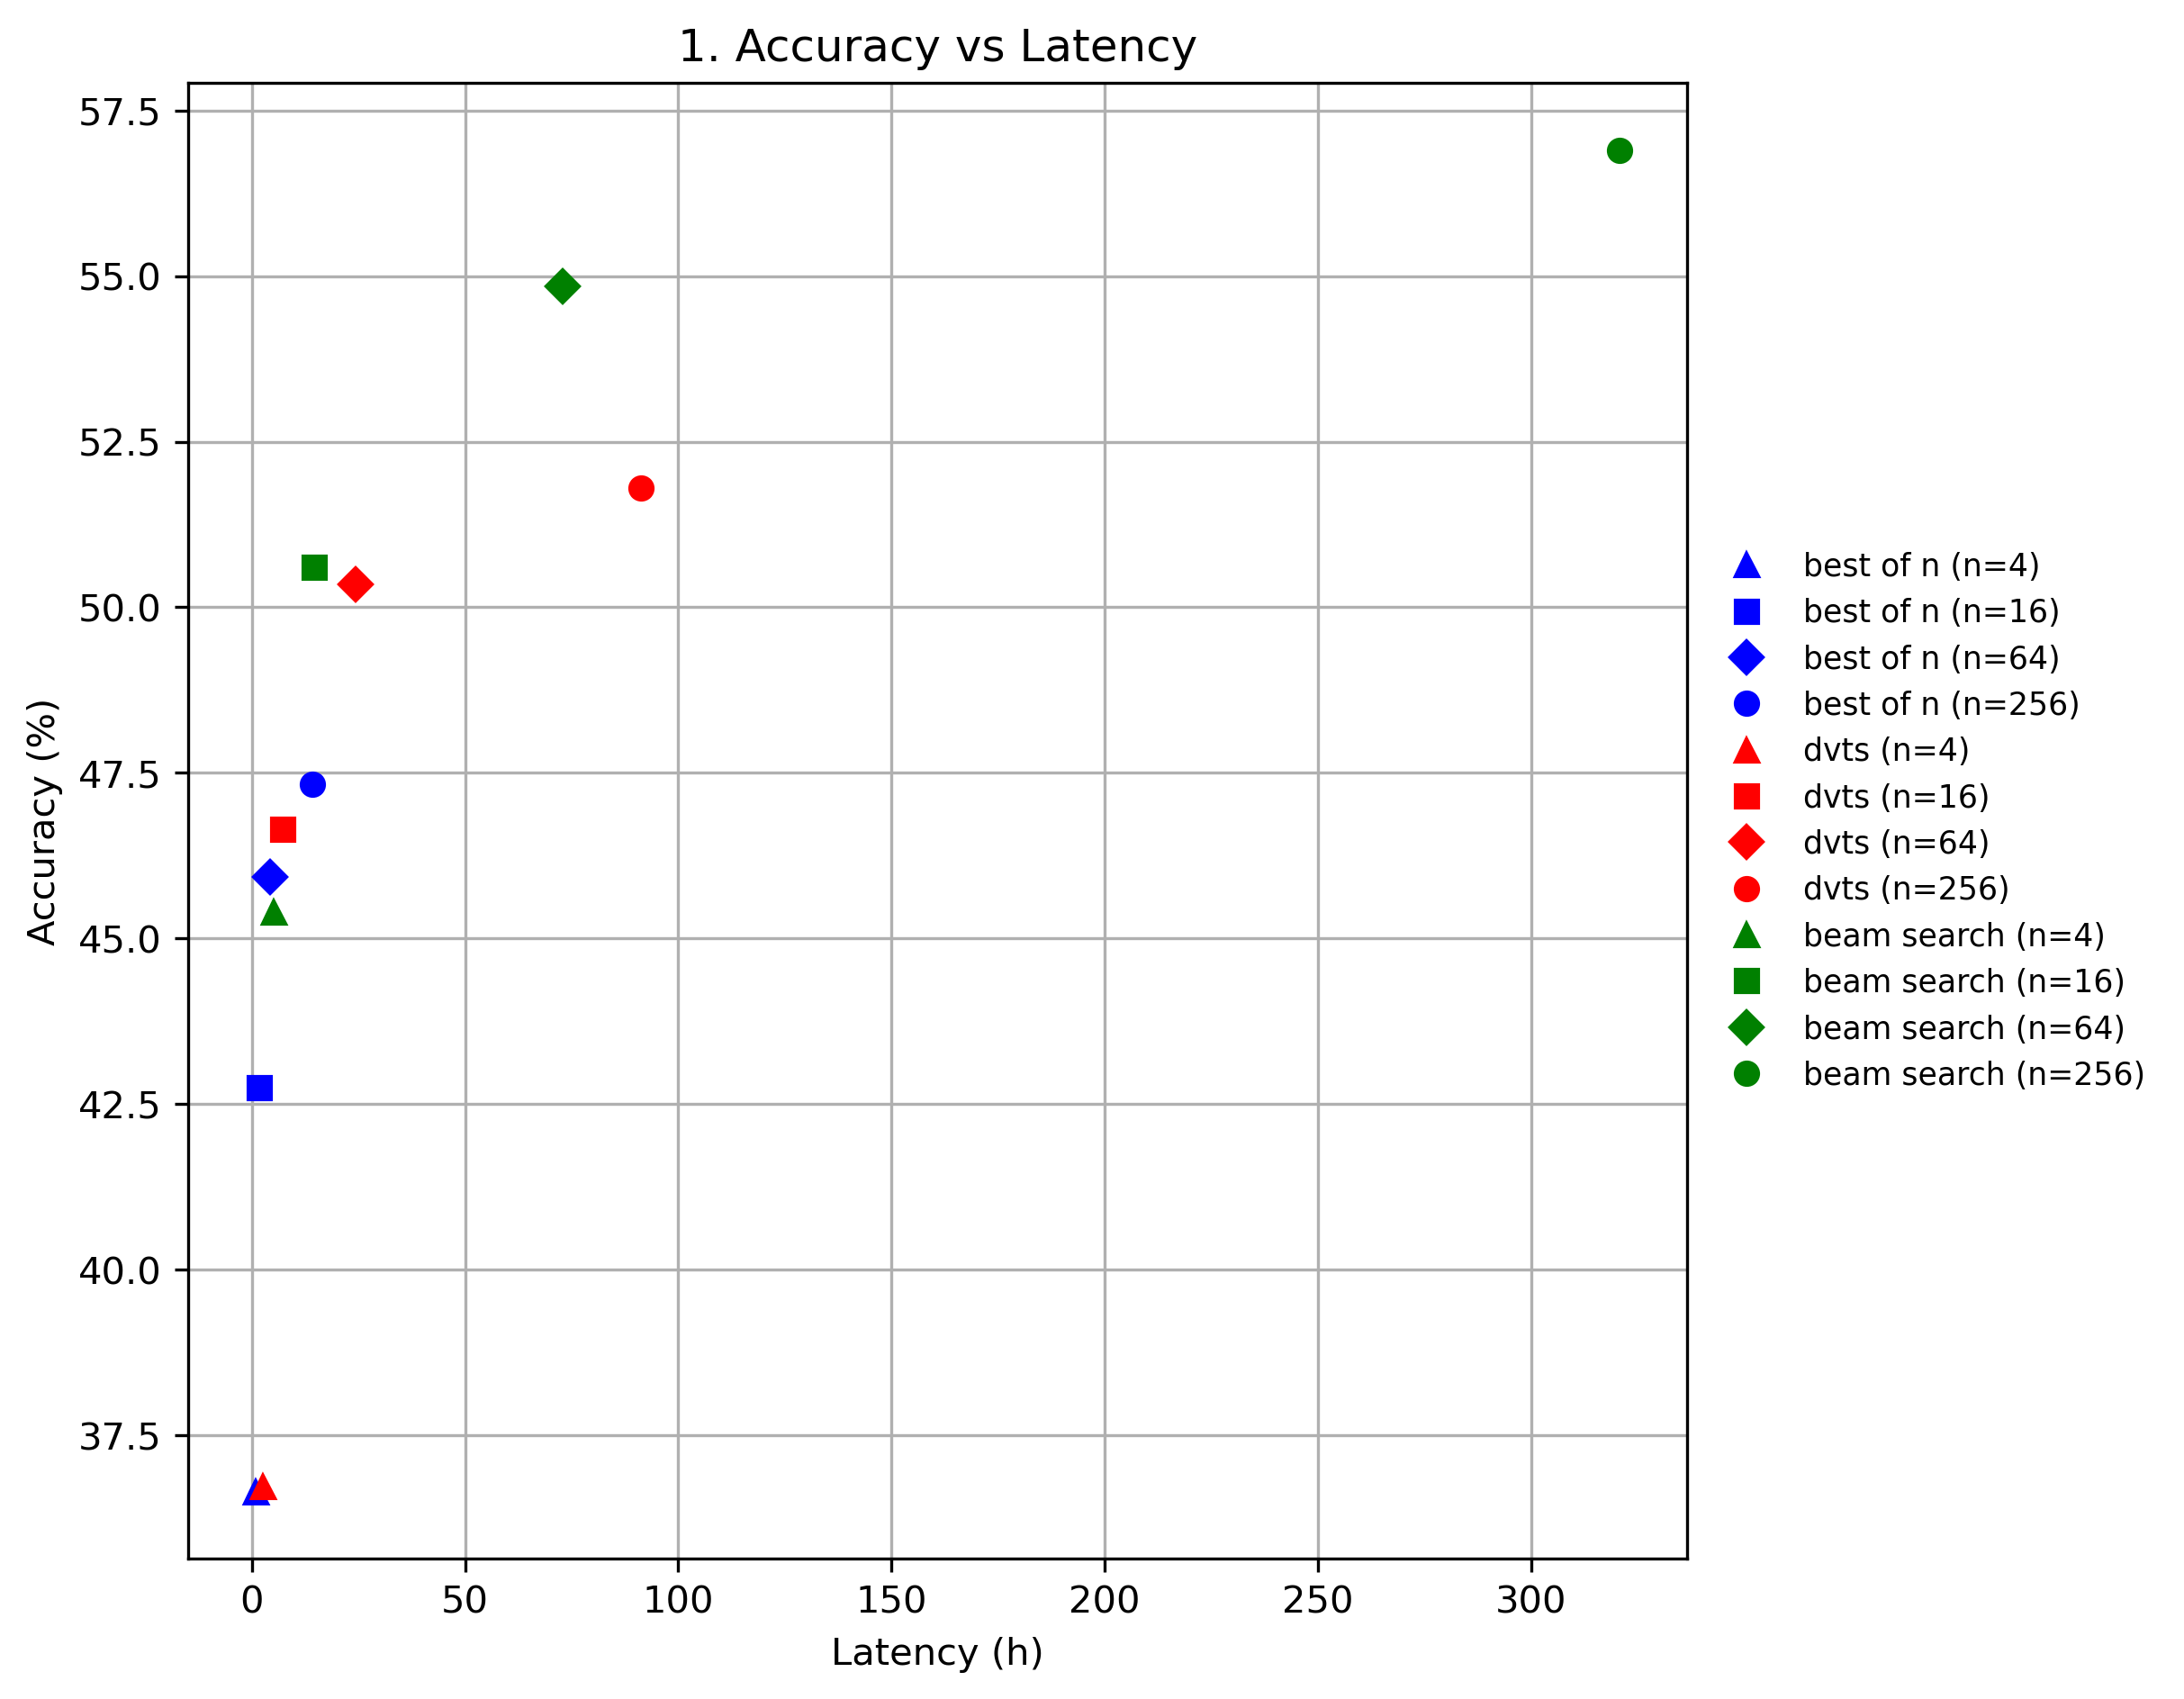 1. Accuracy vs Latency
57.5
55.0
52.5
50.0
47.5
45.0
42.5
40.0
37.5
Accuracy (%)
0 50 100 150 200 250 300
Latency (h)
best of n (n=4)
best of n (n=16)
best of n (n=64)
best of n (n=256)
dvts (n=4)
dvts (n=16)
dvts (n=64)
dvts (n=256)
beam search (n=4)
beam search (n=16)
beam search (n=64)
beam search (n=256)